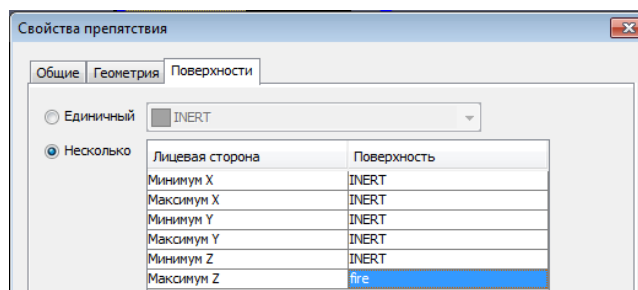 Свойства препятствия
Общие Геометрия Поверхности
Единичный INERT
Несколько Лицевая сторона Поверхность
Минимум X INERT
Максимум X INERT
Минимум Y INERT
Максимум Y INERT
Минимум Z INERT
Максимум Z fire